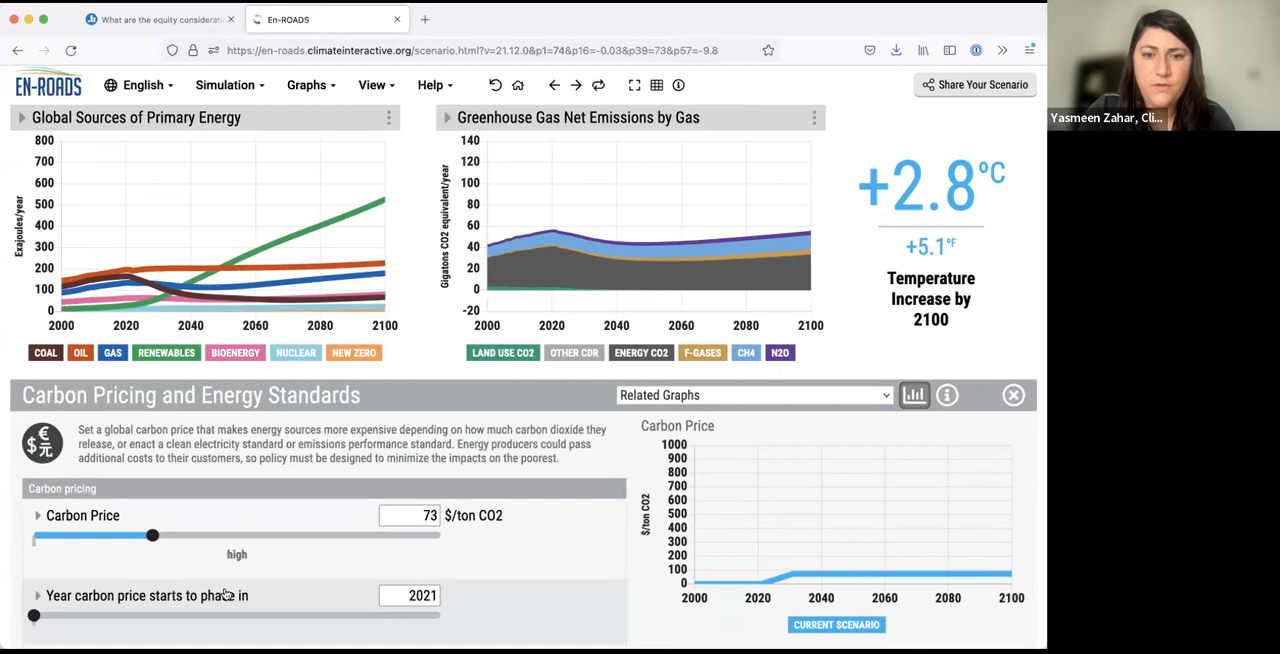 What are the equity considerati
En-ROADS
https://en-roads.climateinteractive.org/scenario.html?v=21.12.0&p1=74&p16=-0.03&p39=73&p57=-9.8
EN-ROADS
English
Simulation
Graphs
View
Help
Share Your Scenario
Yasmeen Zahar, Cli...
Global Sources of Primary Energy
800
700
600
500
400
300
200
100
0
Exajoules/year
2000 2020 2040 2060 2080 2100
COAL OIL GAS RENEWABLES BIOENERGY NUCLEAR NEW ZERO
Greenhouse Gas Net Emissions by Gas
140
120
100
80
60
40
20
0
-20
Gigatons CO2 equivalent/year
2000 2020 2040 2060 2080 2100
LAND USE CO2 OTHER CDR ENERGY CO2 F-GASES CH4 N2O
+2.8ºC
+5.1°F
Temperature
Increase by
2100
Carbon Pricing and Energy Standards
Related Graphs
Set a global carbon price that makes energy sources more expensive depending on how much carbon dioxide they
release, or enact a clean electricity standard or emissions performance standard. Energy producers could pass
additional costs to their customers, so policy must be designed to minimize the impacts on the poorest.
$ € 元
Carbon pricing
Carbon Price 73 $/ton CO2
high
Year carbon price starts to phase in 2021
Carbon Price
1000
900
800
700
600
500
400
300
200
100
0
$/ton CO2
2000 2020 2040 2060 2080 2100
CURRENT SCENARIO